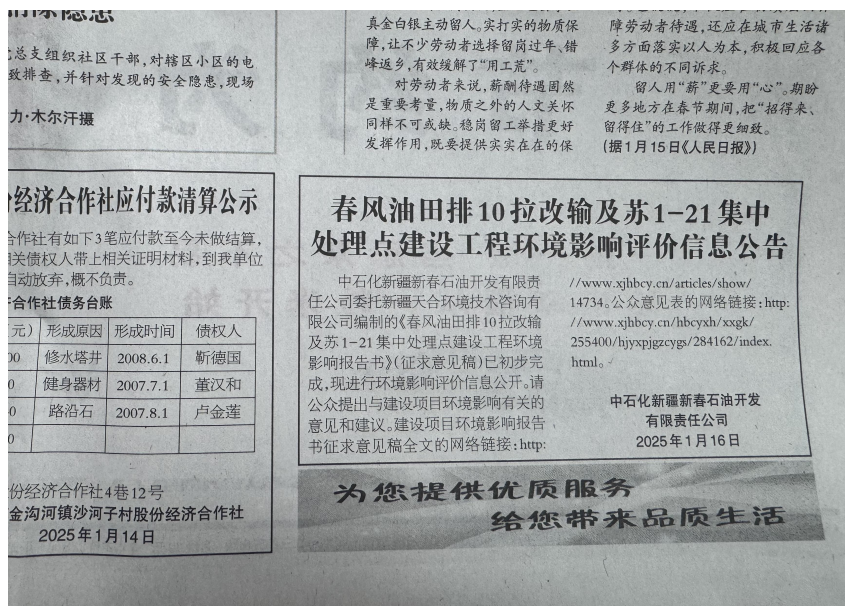 消除隐患
总支组织社区干部，对辖区小区的电
致排查，并针对发现的安全隐患，现场
力·木尔汗摄
真金白银主动留人。实打实的物质保
障，让不少劳动者选择留岗过年、错
峰返乡，有效缓解了“用工荒”。
对劳动者来说，薪酬待遇固然
是重要考量，物质之外的人文关怀
同样不可或缺。稳岗留工举措更好
发挥作用，既要提供实实在在的保
障劳动者待遇，还应在城市生活诸
多方面落实以人为本，积极回应各
个群体的不同诉求。
留人用“薪”更要用“心”。期盼
更多地方在春节期间，把“招得来、
留得住”的工作做得更细致。
（据1月15日《人民日报》）
份经济合作社应付款清算公示
合作社有如下3笔应付款至今未做结算，
相关债权人带上相关证明材料，到我单位
自动放弃，概不负责。
合作社债务台账
元） 形成原因 形成时间 债权人
00 修水塔井 2008.6.1 靳德国
0 健身器材 2007.7.1 董汉和
0 路沿石 2007.8.1 卢金莲
0
份经济合作社4巷12号
金沟河镇沙河子村股份经济合作社
2025年1月14日
春风油田排10拉改输及苏1-21集中
处理点建设工程环境影响评价信息公告
中石化新疆新春石油开发有限责
任公司委托新疆天合环境技术咨询有
限公司编制的《春风油田排10拉改输
及苏1-21集中处理点建设工程环境
影响报告书》（征求意见稿）已初步完
成，现进行环境影响评价信息公开。请
公众提出与建设项目环境影响有关的
意见和建议。建设项目环境影响报告
书征求意见稿全文的网络链接：http:
//www.xjhbcy.cn/articles/show/
14734。公众意见表的网络链接：http:
//www.xjhbcy.cn/hbcyxh/xxgk/
255400/hjyxpjgzcygs/284162/index.
html。
中石化新疆新春石油开发
有限责任公司
2025年1月16日
为您提供优质服务
给您带来品质生活